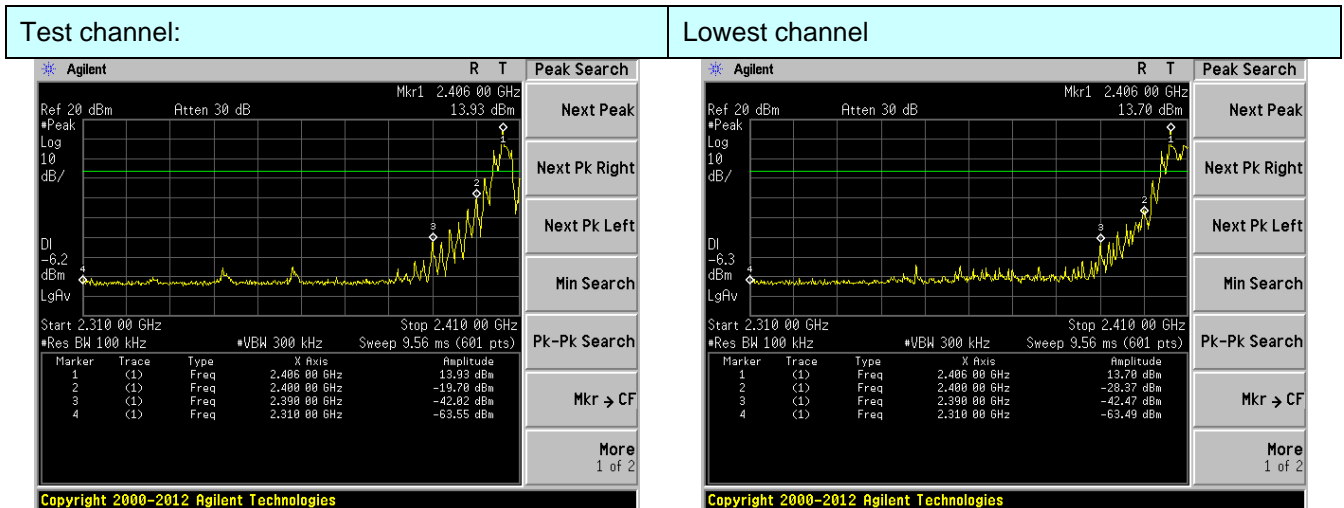 Test channel:
Lowest channel
Agilent
R T
Peak Search
Mkr1 2.406 00 GHz
Ref 20 dBm
Atten 30 dB
13.93 dBm
#Peak
Log
10
dB/
1
2
3
4
DI
-6.2
dBm
LgAv
Start 2.310 00 GHz
Stop 2.410 00 GHz
#Res BW 100 kHz
#VBW 300 kHz
Sweep 9.56 ms (601 pts)
Marker Trace Type X Axis Amplitude
1 (1) Freq 2.406 00 GHz 13.93 dBm
2 (1) Freq 2.400 00 GHz -19.70 dBm
3 (1) Freq 2.390 00 GHz -42.02 dBm
4 (1) Freq 2.310 00 GHz -63.55 dBm
Next Peak
Next Pk Right
Next Pk Left
Min Search
Pk-Pk Search
Mkr → CF
More
1 of 2
Copyright 2000-2012 Agilent Technologies
Agilent
R T
Peak Search
Mkr1 2.406 00 GHz
Ref 20 dBm
Atten 30 dB
13.70 dBm
#Peak
Log
10
dB/
1
2
3
4
DI
-6.3
dBm
LgAv
Start 2.310 00 GHz
Stop 2.410 00 GHz
#Res BW 100 kHz
#VBW 300 kHz
Sweep 9.56 ms (601 pts)
Marker Trace Type X Axis Amplitude
1 (1) Freq 2.406 00 GHz 13.70 dBm
2 (1) Freq 2.400 00 GHz -28.37 dBm
3 (1) Freq 2.390 00 GHz -42.47 dBm
4 (1) Freq 2.310 00 GHz -63.49 dBm
Next Peak
Next Pk Right
Next Pk Left
Min Search
Pk-Pk Search
Mkr → CF
More
1 of 2
Copyright 2000-2012 Agilent Technologies